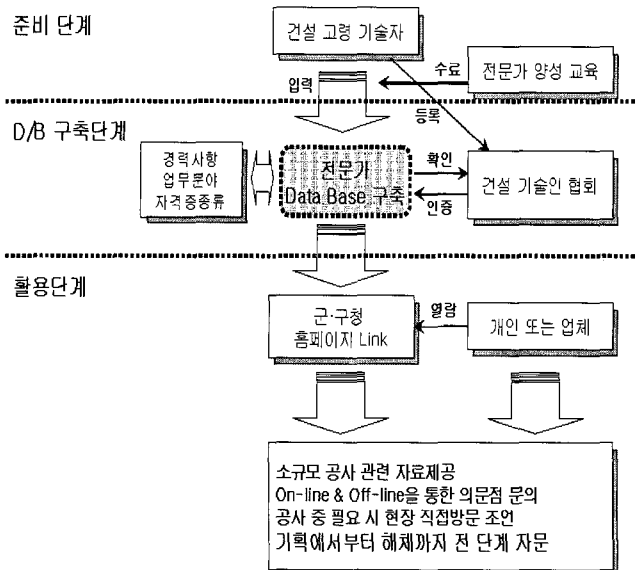 준비 단계
건설 고령 기술자
입력
수료
전문가 양성 교육
등록
D/B 구축단계
경력사항
업무분야
자격증종류
전문가
Data Base 구축
확인
인증
건설 기술인 협회
활용단계
군·구청
홈페이지 Link
열람
개인 또는 업체
소규모 공사 관련 자료제공
On-line & Off-line을 통한 의문점 문의
공사 중 필요 시 현장 직접방문 조언
기획에서부터 해체까지 전 단계 자문